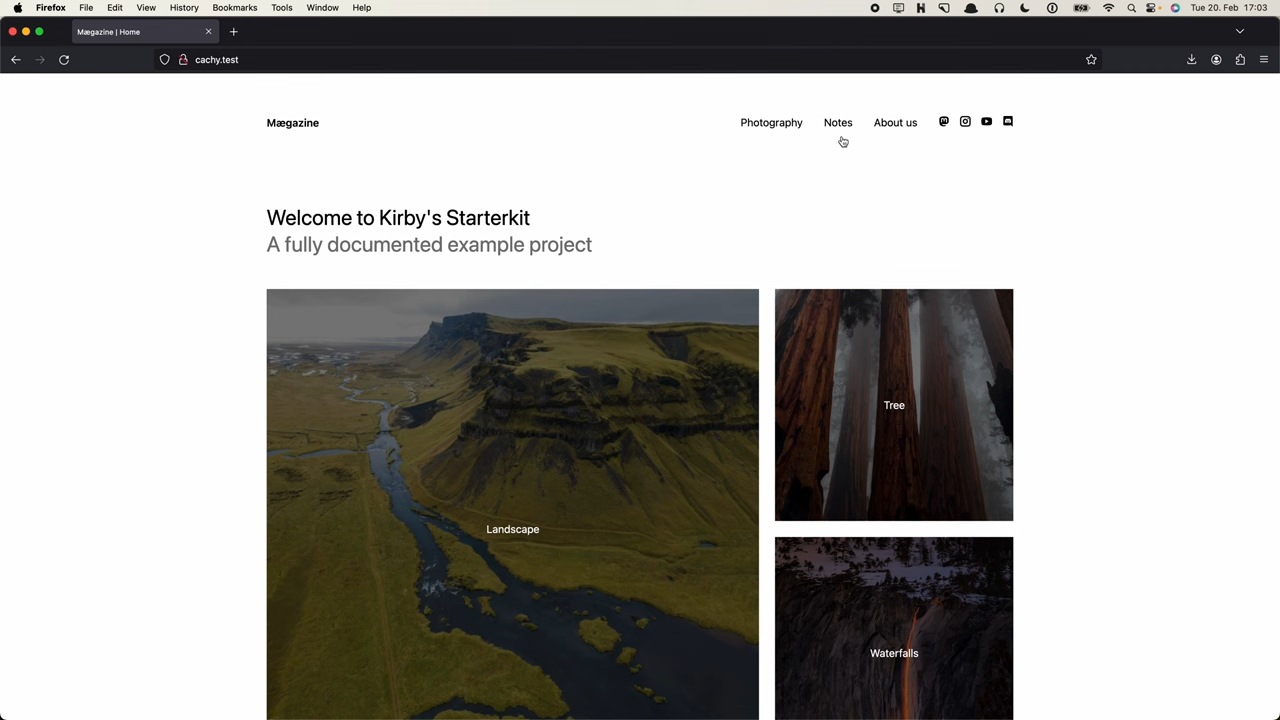 Firefox File Edit View History Bookmarks Tools Window Help Tue 20. Feb 17:03
Mægazine | Home
cachy.test
Mægazine Photography Notes About us
Welcome to Kirby's Starterkit
A fully documented example project
Landscape
Tree
Waterfalls